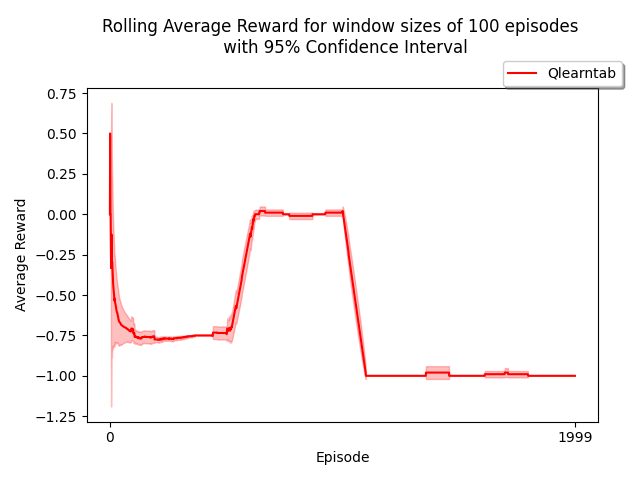 Rolling Average Reward for window sizes of 100 episodes
with 95% Confidence Interval
Qlearntab
0.75
0.50
0.25
0.00
−0.25
−0.50
−0.75
−1.00
−1.25
Average Reward
0
1999
Episode